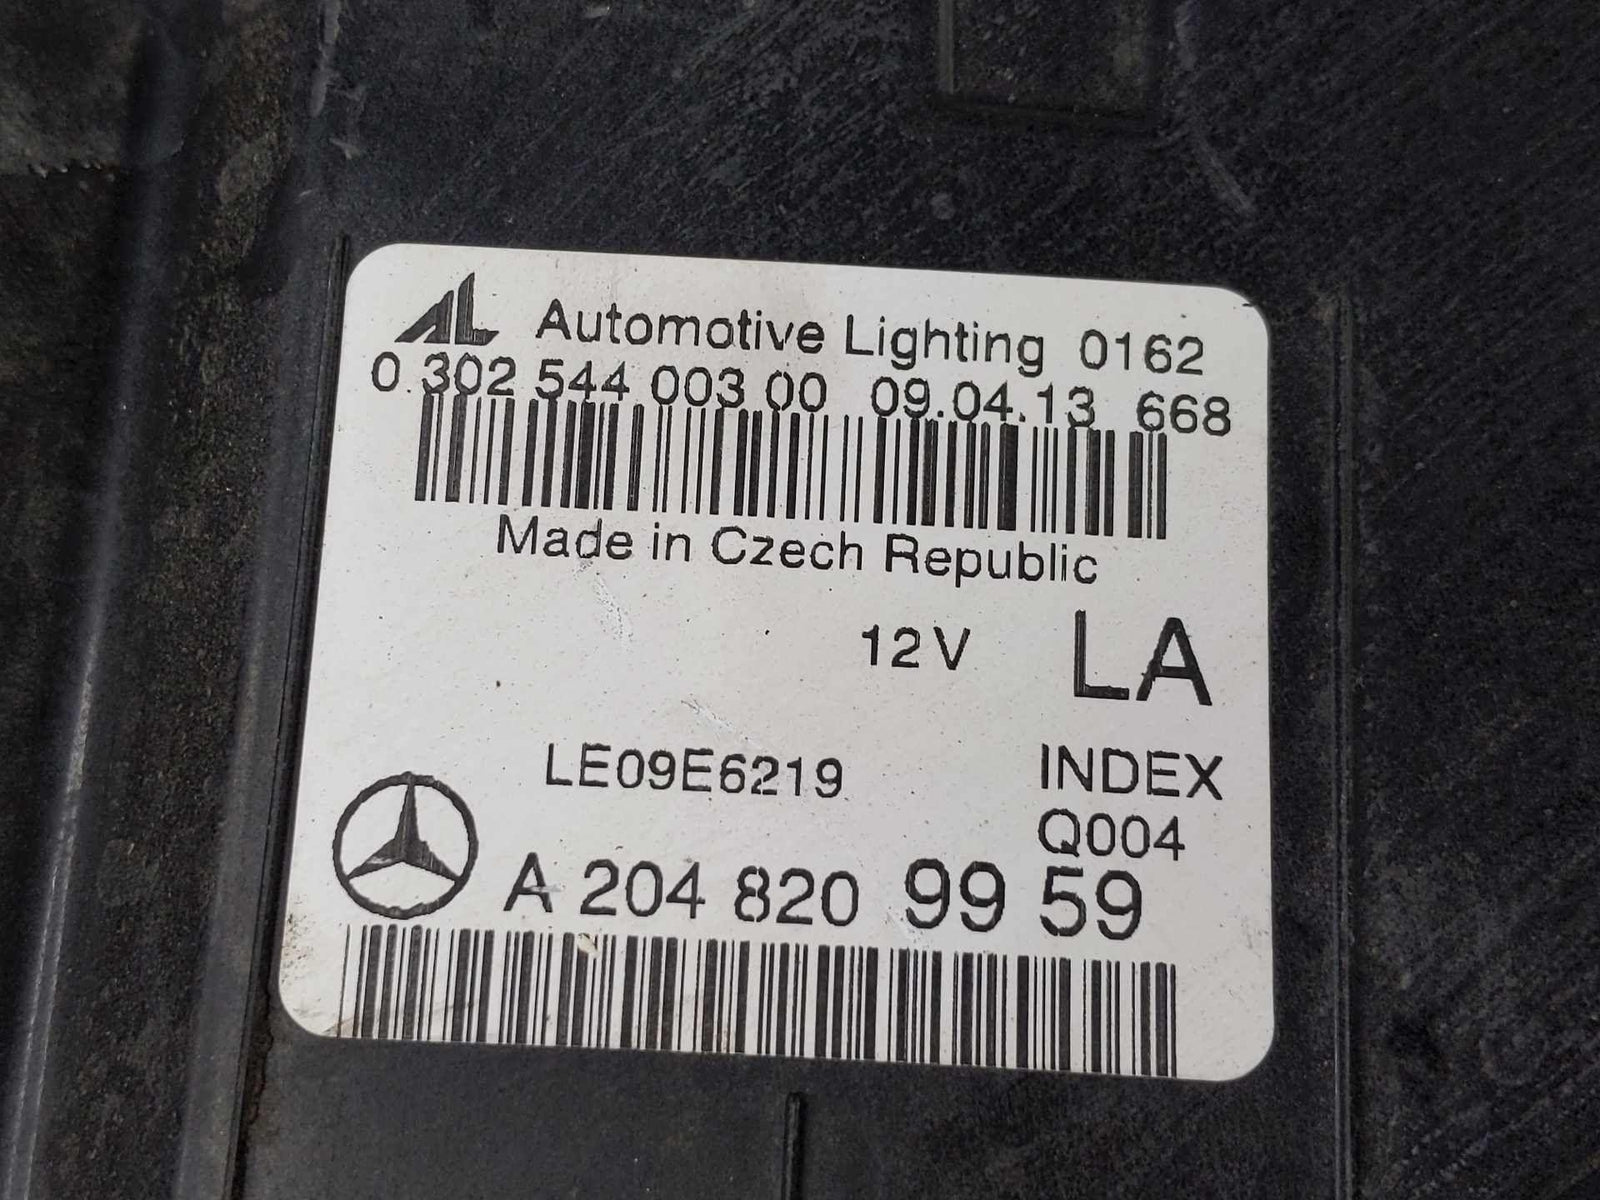 AL Automotive Lighting 0162
0 302 544 003 00 09.04.13 668
Made in Czech Republic
12V LA
LE09E6219 INDEX
Q004
A 204 820 99 59